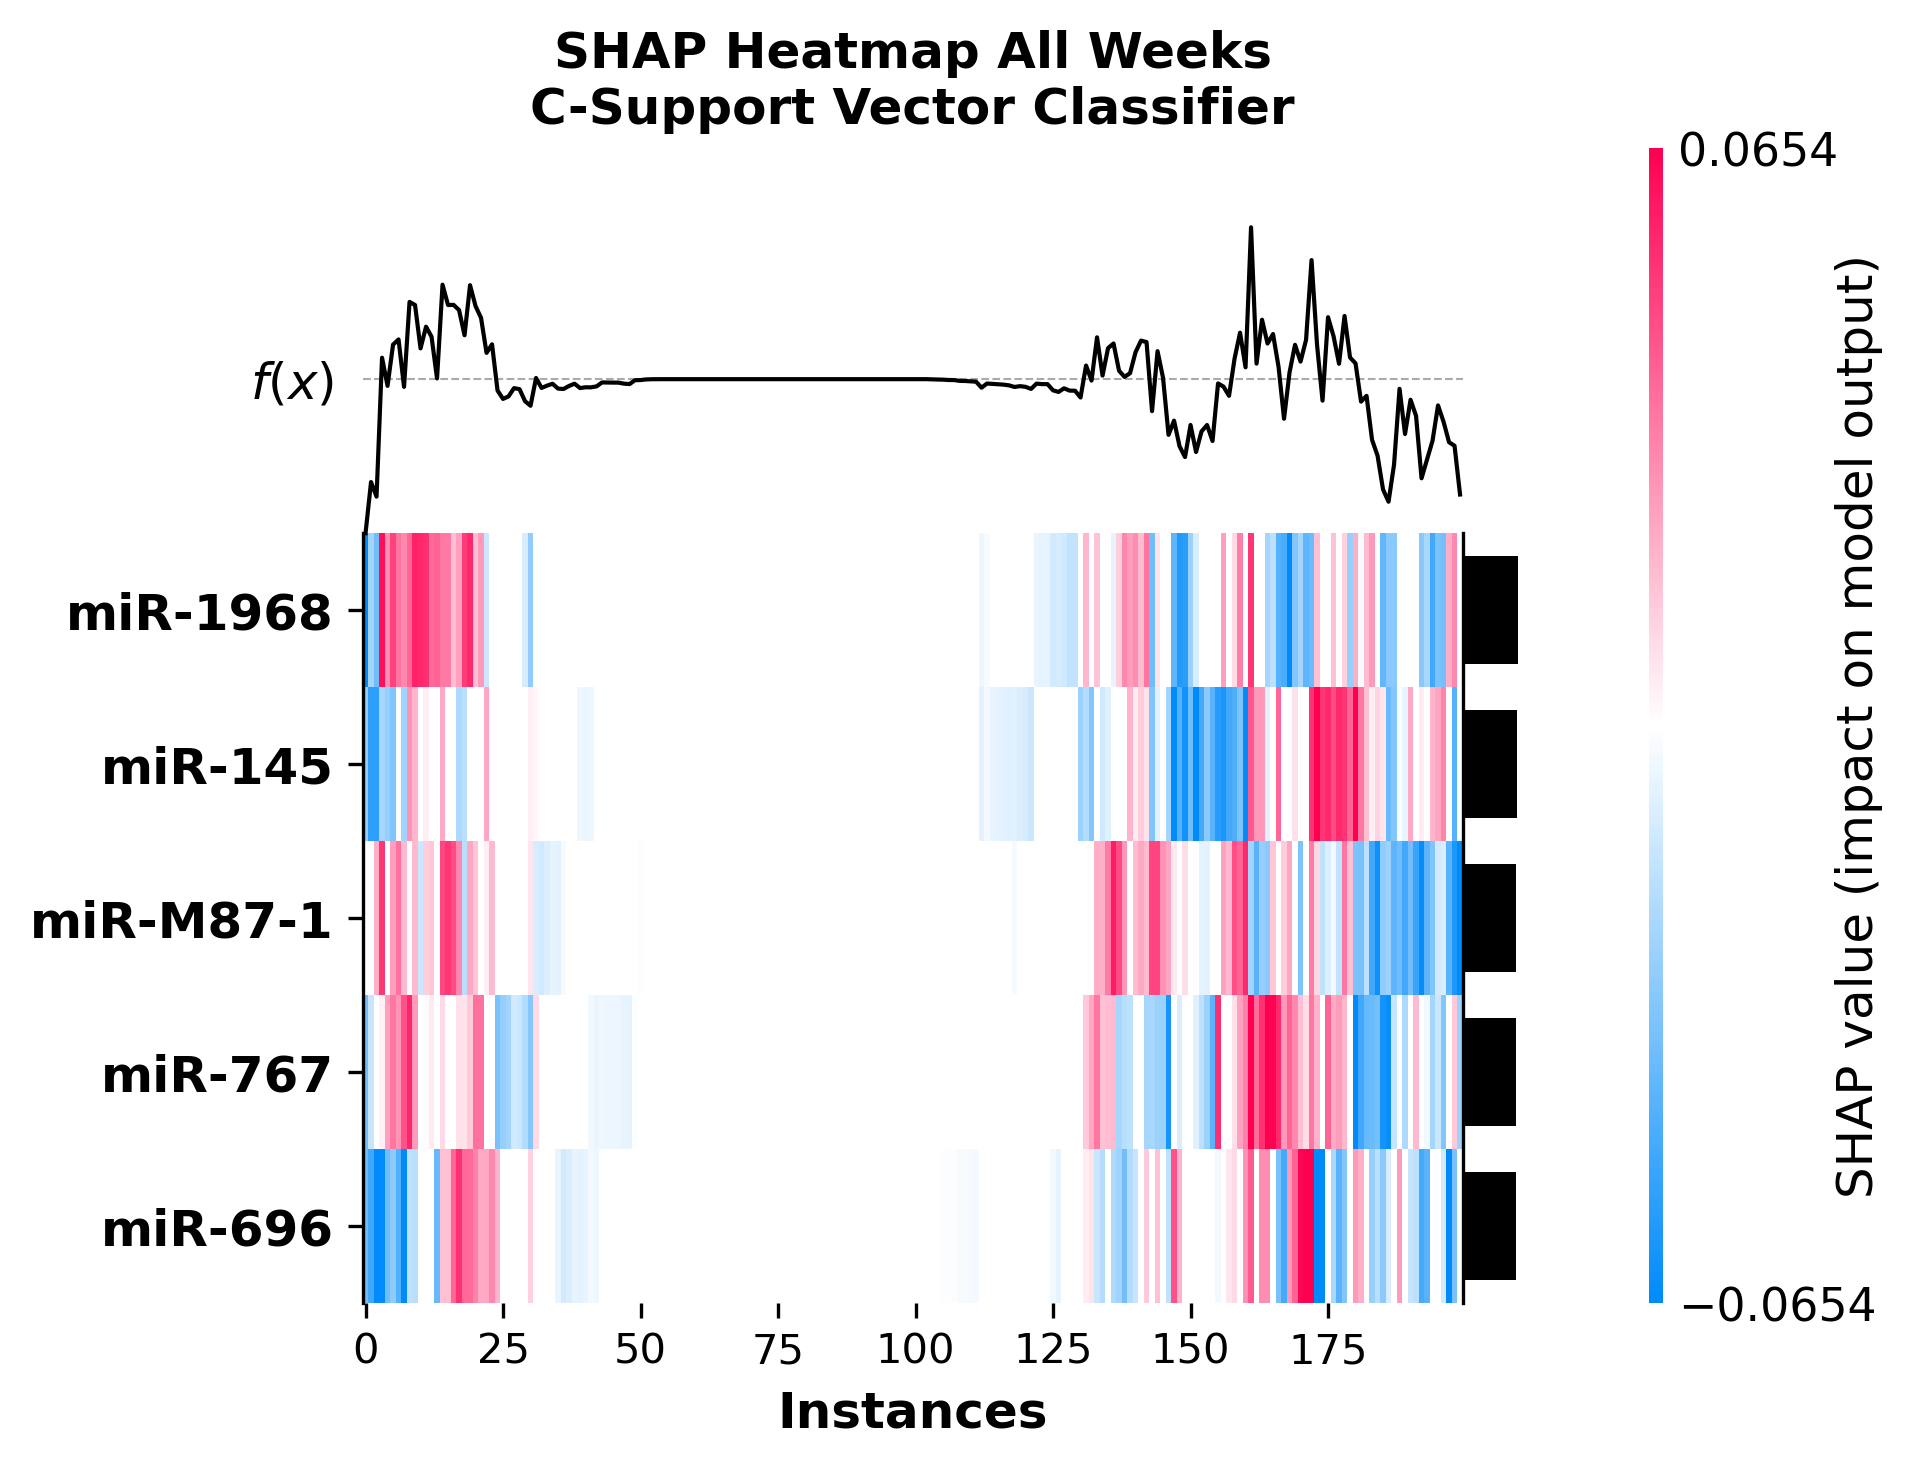 SHAP Heatmap All Weeks
C-Support Vector Classifier
0.0654
f(x)
miR-1968
miR-145
miR-M87-1
miR-767
miR-696
SHAP value (impact on model output)
−0.0654
0 25 50 75 100 125 150 175
Instances